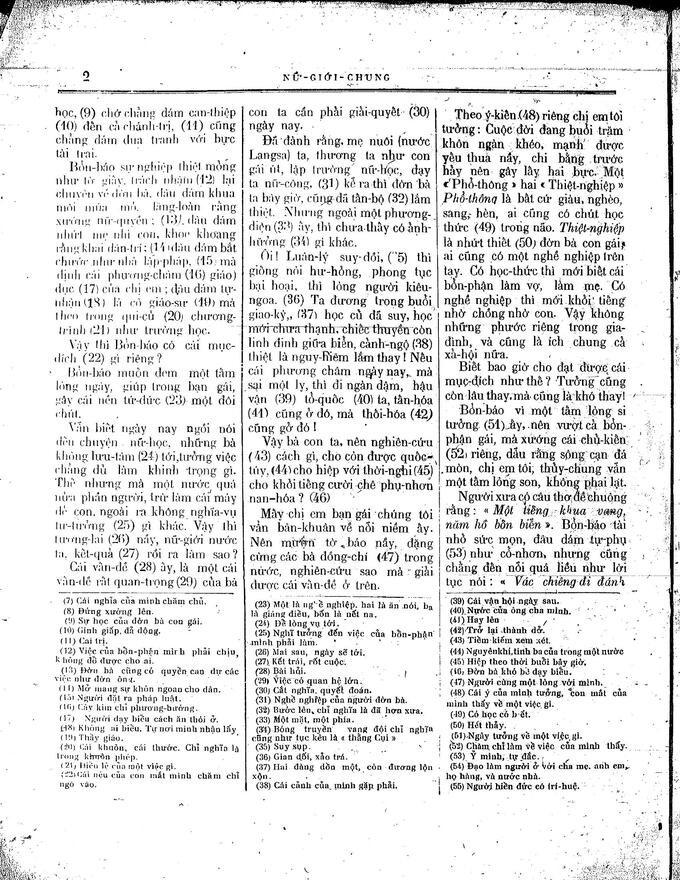 2
NỮ-GIỚI-CHUNG
học, (9) chớ chẳng dám can-thiệp
(10) đến cả chánh-trị, (11) cũng
chẳng dám đua tranh với bực
tài trai.
Bổn-báo sự nghiệp thiệt mỏng
như tờ giấy, trách nhậm (12) lại
chuyên về đờn bà, đâu dám khua
môi múa mỏ, lăng-loàn rằng
xướng nữ-quyền ; (13) đâu dám
nhứt mẹ nhì con, khoe khoang
rằng khai dân-trí ; (14 đâu dám bắt
chước như nhà lập-pháp, (15 mà
định cái phương-châm (16) giáo)
dục (17) của chị em ; đâu dám tự-
nhận (18) là cô giáo-sư (19) mà
theo trong qui-củ (20) chương-
trình (21) như trường học.
Vậy thì Bổn-báo có cái mục-
đích (22) gì riêng ?
Bổn-báo muốn đem một tấm
lòng ngây, giúp trong bạn gái,
gây cái nền tứ-đức (23) một đôi
chút.
Vẫn biết ngày nay ngồi nói
đến chuyện nữ-học, nhũng bà
không lưu-tâm (24) tới, tưởng việc
chẳng đủ làm khinh trọng gì.
Thế nhưng mà một nước quá
nửa phần người, trừ làm cái máy
đẻ con, ngoài ra không nghĩa-vụ
tư-tưởng (25) gì khác. Vậy thì
tương-lai (26) nầy, nữ-giới nước
ta, kết-quả (27) rồi ra làm sao ?
Cái vấn-đề (28) ấy, là một cái
vấn-đề rất quan-trọng (29) của bà
(7) Cái nghĩa của mình chăm chủ.
(8) Đứng xướng lên.
(9) Sự học của đờn bà con gái.
(10) Gình giấp, đả động.
(11) Cai trị.
(12) Việc của bổn-phận mình phải chịu,
không đổ được cho ai.
(13) Đờn bà cũng có quyền can dự các
việc như đờn ông.
(14) Mở mang sự khôn ngoan cho dân.
(15) Người đặt ra pháp luật.
(16) Cây kim chỉ phương-hướng.
(17) Người dạy biểu cách ăn thói ở.
(18) Không ai biểu. Tự nơi mình nhận lấy.
(19) Thầy giáo.
(20) Cái khuôn, cái thước. Chỉ nghĩa là
trong khuôn phép.
(21) Điều lệ của một việc gì.
(22) Cái nêu của con mắt mình chăm chỉ
ngó vào.
con ta cần phải giải-quyết (30)
ngày nay.
Đã đành rằng, mẹ nuôi (nước
Langsa) ta, thương ta như con
gái út, lập trường nữ-học, dạy
ta nữ-công, (31) kể ra thì đờn bà
ta bây giờ, cũng đã tấn-bộ (32) lắm
thiệt. Nhưng ngoài một phương-
diện (33) ấy, thì chưa thấy có ảnh-
hưởng (34) gì khác.
Ôi ! Luân-lý suy-đồi, (35) thì
giống nòi hư-hỏng, phong tục
bại hoại, thì lòng người kiêu-
ngoa. (36) Ta đương trong buổi
giao-kỳ, (37) học cũ đã suy, học
mới chưa thạnh, chiếc thuyền còn
linh đinh giữa biển, cảnh-ngộ (38)
thiệt là nguy-hiểm lắm thay ! Nếu
cái phương châm ngày nay, mà
sai một ly, thì đi ngàn dặm, hậu
vận (39) tổ-quốc (40) ta, tân-hóa
(41) cũng ở đó, mà thôi-hóa (42)
cũng gở đó !
Vậy bà con ta, nên nghiên-cứu
(43) cách gì, cho còn được quốc-
túy, (44) cho hiệp với thời-nghi (45)
cho khỏi tiếng cười chê phụ-nhơn
nan-hóa ? (46)
Mấy chị em bạn gái chúng tôi
vẫn bản-khuân về nỗi niềm ấy.
Nên mượn tờ báo nầy, dặng
cùng các bà đồng-chí (47) trong
nước, nghiên-cứu sao mà giải
được cái vấn-đề ở trên.
(23) Một là nghề nghiệp, hai là ăn nói, ba
là giáng điệu, bốn là nết na.
(24) Để lòng vụ tới.
(25) Nghĩ tưởng đến việc của bổn-phận
mình phải làm.
(26) Mai sau, ngày sẽ tới.
(27) Kết trái, rốt cuộc.
(28) Bài hỏi.
(29) Việc có quan hệ lớn.
(30) Cắt nghĩa, quyết đoán.
(31) Nghề nghiệp của người đờn bà.
(32) Bước lên, chỉ nghĩa là đã hơn xưa.
(33) Một mặt, một phía.
(34) Bóng truyền vang dội chỉ nghĩa
cũng như tục kêu là « thằng Cụi »
(35) Suy sụp.
(36) Gian dối, xảo trá.
(37) Hai đàng dồn một, còn đương lộn
xộn.
(38) Cái cảnh của mình gặp phải.
Theo ý-kiến (48) riêng chị em tôi
tưởng : Cuộc đời đang buổi trăm
khôn ngàn khéo, mạnh được
yếu thua nầy, chi bằng trước
hãy nên gây lấy hai bực. Một
« Phổ-thông » hai « Thiệt-nghiệp »
Phổ-thông là bất cứ giàu, nghèo,
sang, hèn, ai cũng có chút học
thức (49) trong não. Thiệt-nghiệp
là nhứt thiết (50) đờn bà con gái,
ai cũng có một nghề nghiệp trên
tay. Có học-thức thì mới biết cái
bổn-phận làm vợ, làm mẹ. Có
nghề nghiệp thì mới khỏi tiếng
nhờ chồng nhờ con. Vậy không
những phước riêng trong gia-
đình, và cũng là ích chung cả
xã-hội nữa.
Biết bao giờ cho đạt được cái
mục-đích như thế ? Tưởng cũng
còn lâu thay, mà cũng là khó thay!
Bổn-báo vì một tấm lòng si
tưởng (51) ấy, nên vượt cả bổn-
phận gái, mà xướng cái chủ-kiến
(52) riêng, dẫu rằng sông cạn đá
mòn, chị em tôi, thủy-chung vẫn
một tấm lòng son, không phai lạt.
Người xưa có câu thơ đề chuông
rằng : « Một tiếng khua vang,
năm hồ bốn biển ». Bổn-báo tài
nhỏ sức mọn, dâu dám tự-phụ
(53) như cổ-nhơn, nhưng cũng
chẳng đến nỗi quá liều như lời
tục nói : « Vác chiêng đi đánh
(39) Cái vận hội ngày sau.
(40) Nước của ông cha mình.
(41) Hay lên
(42) Trở lại thành dở.
(43) Tìm kiếm xem xét.
(44) Nguyên khí, tinh ba của trong một nước
(45) Hiệp theo thời buổi bây giờ.
(46) Đờn bà khó bề dạy biểu.
(47) Người cùng một lòng với mình.
(48) Cái ý của mình tưởng, con mắt của
mình thấy về một việc gì.
(49) Có học có biết.
(50) Hết thảy.
(51) Ngây tưởng về một việc gì.
(52) Chăm chỉ làm về việc của mình thấy.
(53) Ỷ mình, tự đắc.
(54) Đạo làm người ở với cha mẹ, anh em,
họ hàng, và nước nhà.
(55) Người hiền đức có trí-huệ.